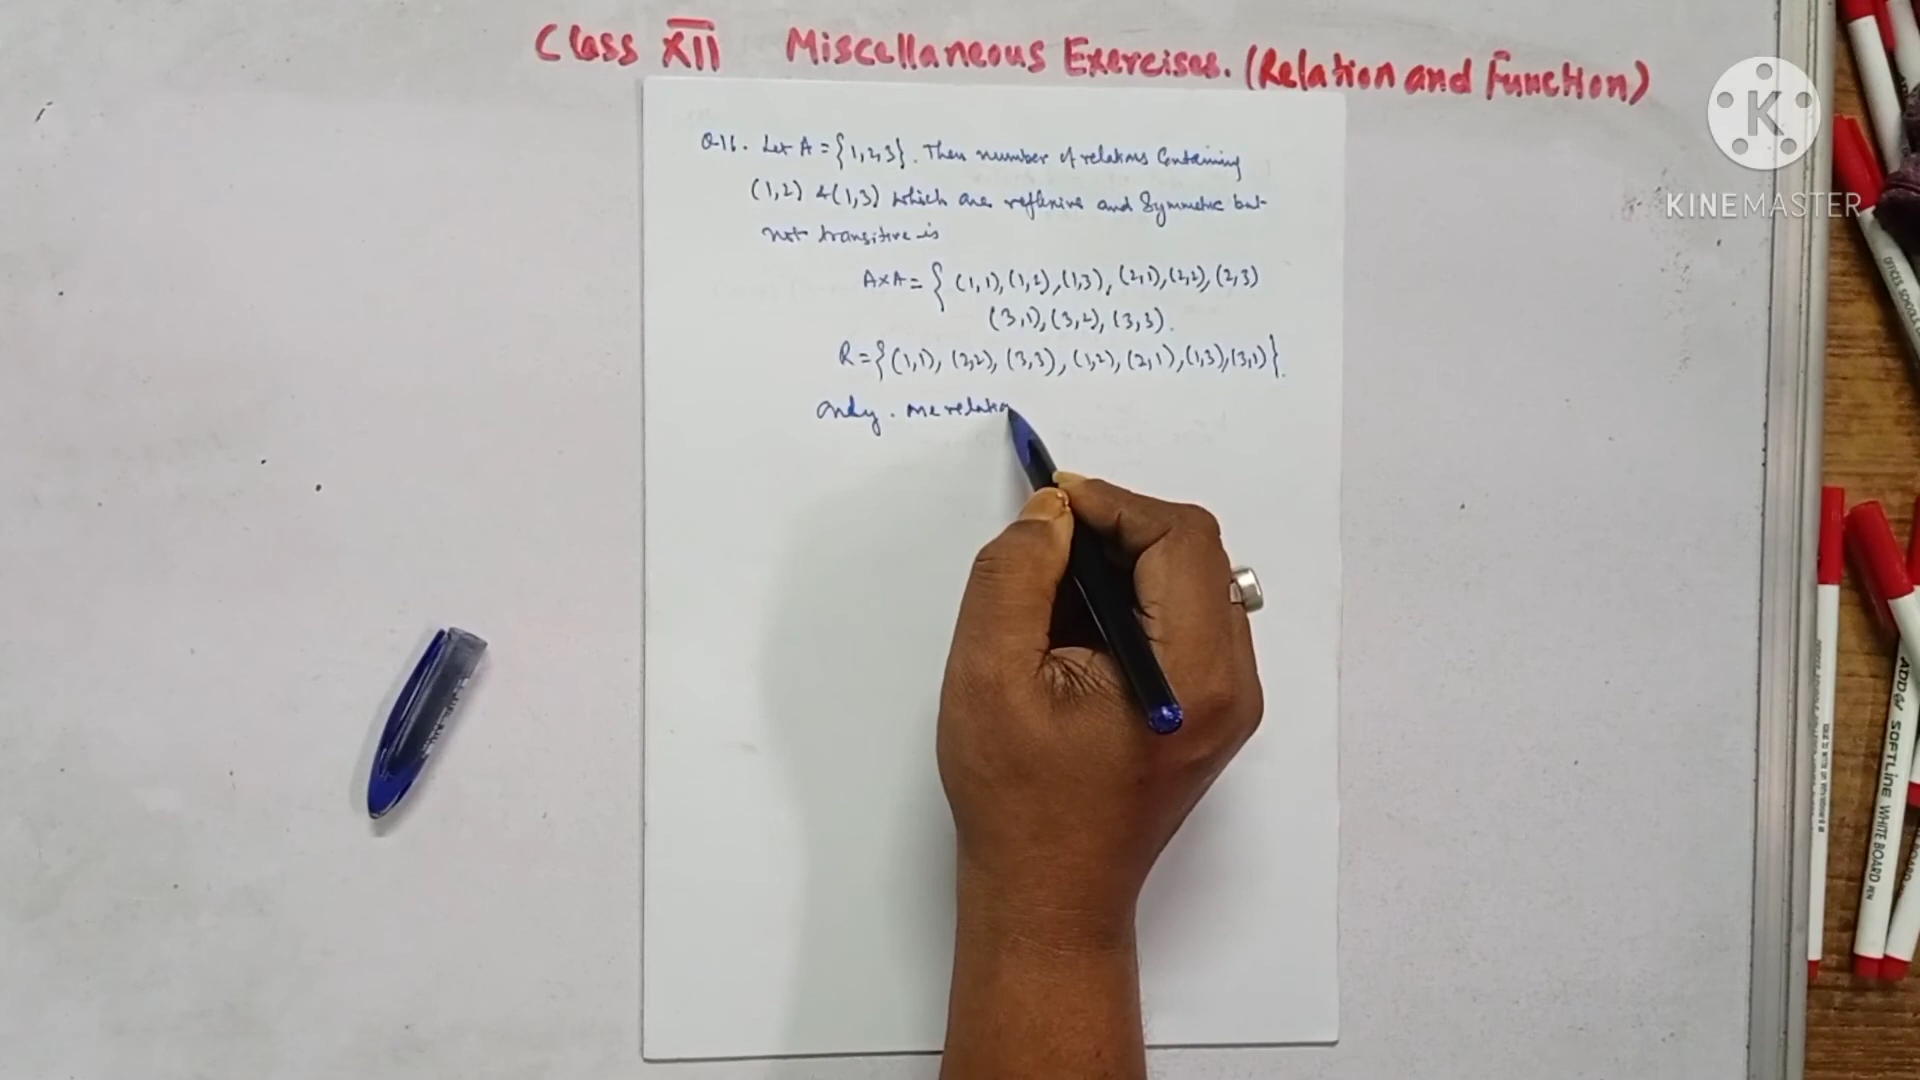 Class XII Miscellaneous Exercises. (Relation and Function)
K
KINEMASTER
Q16. Let A = {1,2,3}. Then number of relations Containing
(1,2) & (1,3) which are reflexive and Symmetric but
not transitive is
A×A = { (1,1), (1,2), (1,3), (2,1), (2,2), (2,3)
(3,1), (3,2), (3,3).
R = {(1,1), (2,2), (3,3), (1,2), (2,1), (1,3), (3,1)}.
Only. one relatio
ADD GEL SOFTLINE WHITE BOARD PEN